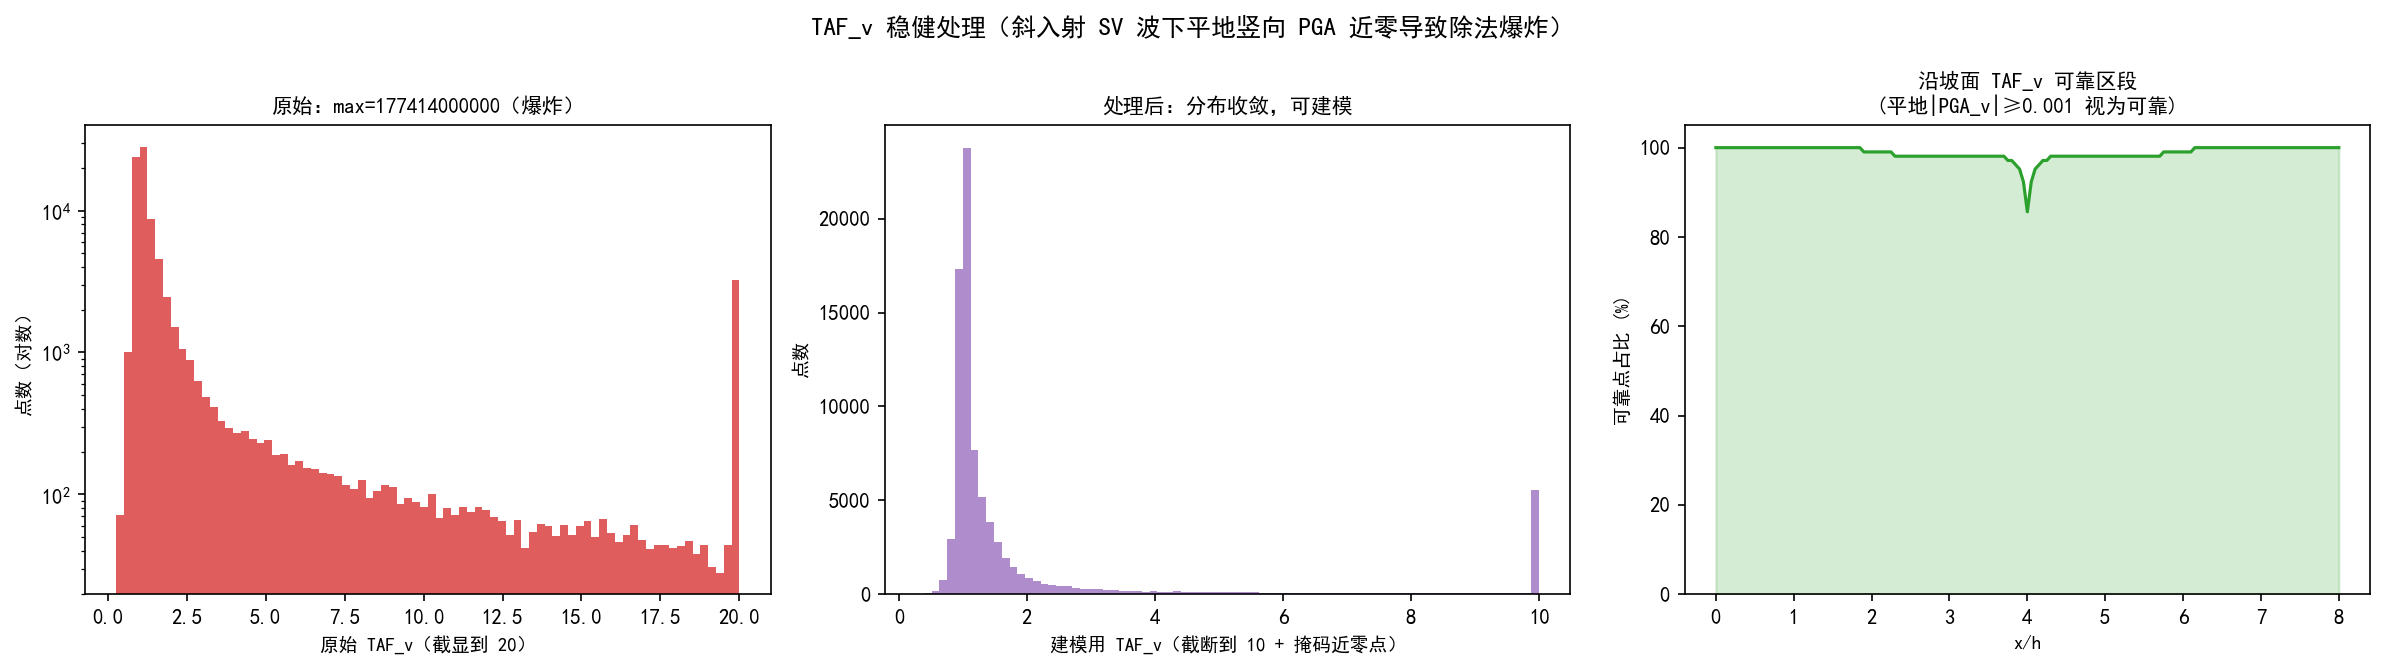 TAF_v 稳健处理（斜入射 SV 波下平地竖向 PGA 近零导致除法爆炸）
原始：max=177414000000（爆炸）
10⁴
10³
10²
点数（对数）
0.0 2.5 5.0 7.5 10.0 12.5 15.0 17.5 20.0
原始 TAF_v（截显到 20）
处理后：分布收敛，可建模
20000
15000
10000
5000
0
点数
0 2 4 6 8 10
建模用 TAF_v（截断到 10 + 掩码近零点）
沿坡面 TAF_v 可靠区段
(平地|PGA_v|≥0.001 视为可靠)
100
80
60
40
20
0
可靠点占比 (%)
0 1 2 3 4 5 6 7 8
x/h